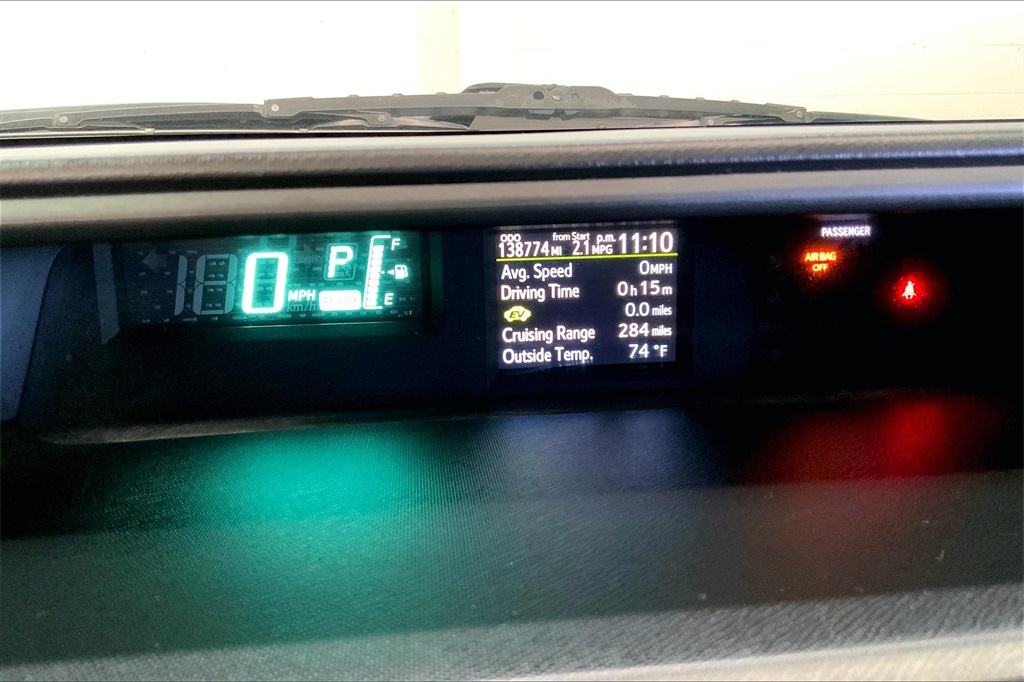 0 MPH
km/h
P
READY
F
E
ODO
138774 MI
from Start
2.1 MPG
p.m. 11:10
Avg. Speed 0 MPH
Driving Time 0 h 15 m
EV 0.0 miles
Cruising Range 284 miles
Outside Temp. 74 °F
PASSENGER
AIR BAG
OFF